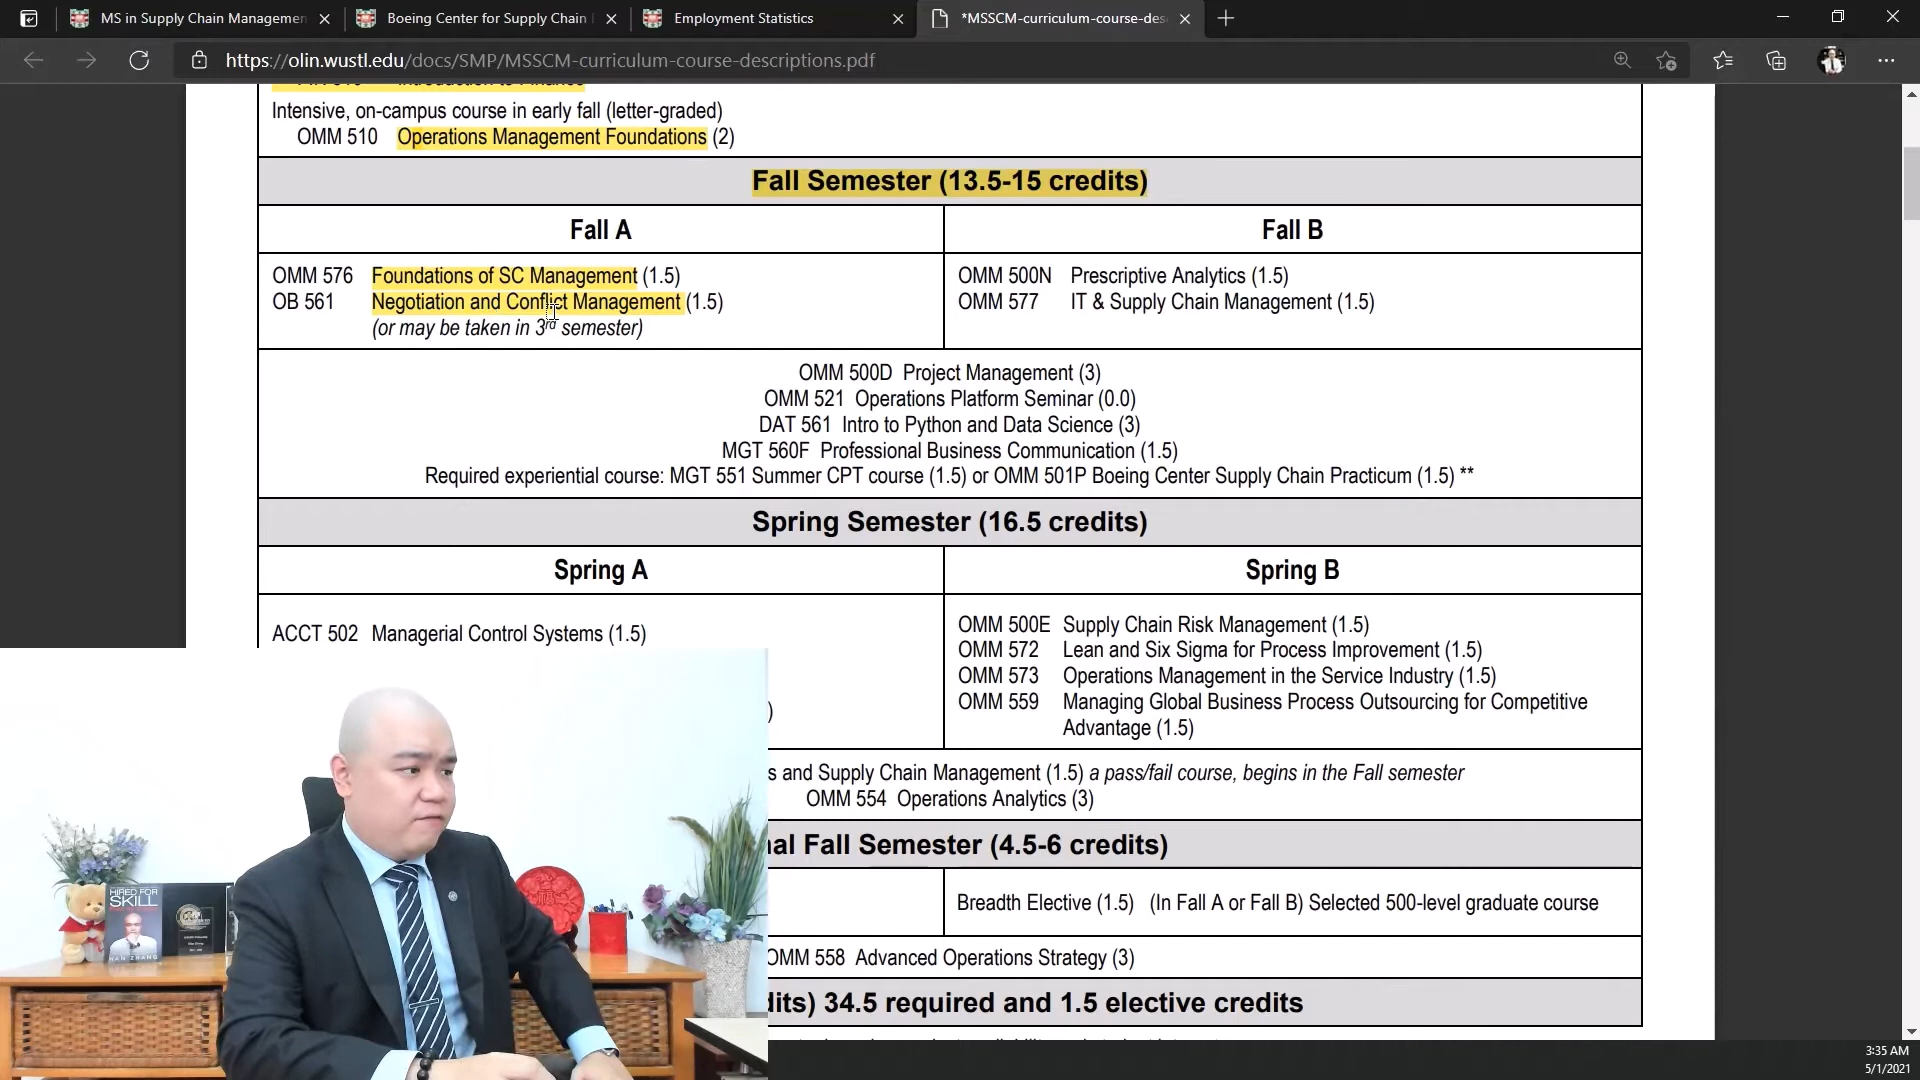 MS in Supply Chain Managemen
Boeing Center for Supply Chain
Employment Statistics
*MSSCM-curriculum-course-des
https://olin.wustl.edu/docs/SMP/MSSCM-curriculum-course-descriptions.pdf
Intensive, on-campus course in early fall (letter-graded)
OMM 510 Operations Management Foundations (2)
Fall Semester (13.5-15 credits)
Fall A
Fall B
OMM 576 Foundations of SC Management (1.5)
OB 561 Negotiation and Conflict Management (1.5)
(or may be taken in 3rd semester)
OMM 500N Prescriptive Analytics (1.5)
OMM 577 IT & Supply Chain Management (1.5)
OMM 500D Project Management (3)
OMM 521 Operations Platform Seminar (0.0)
DAT 561 Intro to Python and Data Science (3)
MGT 560F Professional Business Communication (1.5)
Required experiential course: MGT 551 Summer CPT course (1.5) or OMM 501P Boeing Center Supply Chain Practicum (1.5) **
Spring Semester (16.5 credits)
Spring A
Spring B
ACCT 502 Managerial Control Systems (1.5)
)
OMM 500E Supply Chain Risk Management (1.5)
OMM 572 Lean and Six Sigma for Process Improvement (1.5)
OMM 573 Operations Management in the Service Industry (1.5)
OMM 559 Managing Global Business Process Outsourcing for Competitive
Advantage (1.5)
s and Supply Chain Management (1.5) a pass/fail course, begins in the Fall semester
OMM 554 Operations Analytics (3)
nal Fall Semester (4.5-6 credits)
Breadth Elective (1.5) (In Fall A or Fall B) Selected 500-level graduate course
OMM 558 Advanced Operations Strategy (3)
dits) 34.5 required and 1.5 elective credits
HIRED FOR
SKILL
NAN ZHANG
3:35 AM
5/1/2021